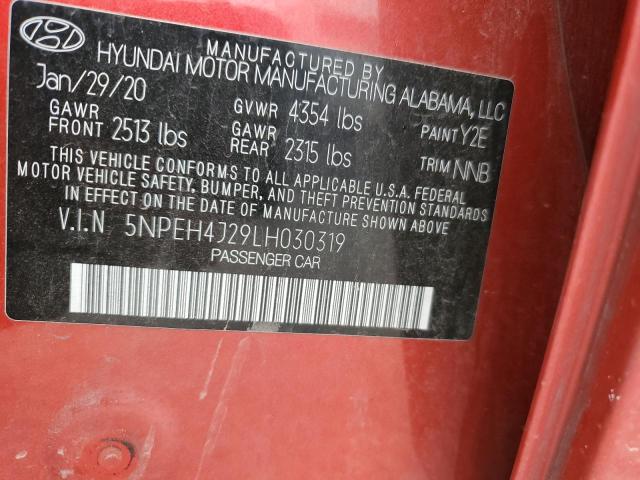 MANUFACTURED BY
HYUNDAI MOTOR MANUFACTURING ALABAMA, LLC
Jan/29/20
GVWR 4354 lbs
PAINT Y2E
GAWR FRONT 2513 lbs
GAWR REAR 2315 lbs
TRIM NNB
THIS VEHICLE CONFORMS TO ALL APPLICABLE U.S.A. FEDERAL
MOTOR VEHICLE SAFETY, BUMPER, AND THEFT PREVENTION STANDARDS
IN EFFECT ON THE DATE OF MANUFACTURE SHOWN ABOVE
V.I.N 5NPEH4J29LH030319
PASSENGER CAR